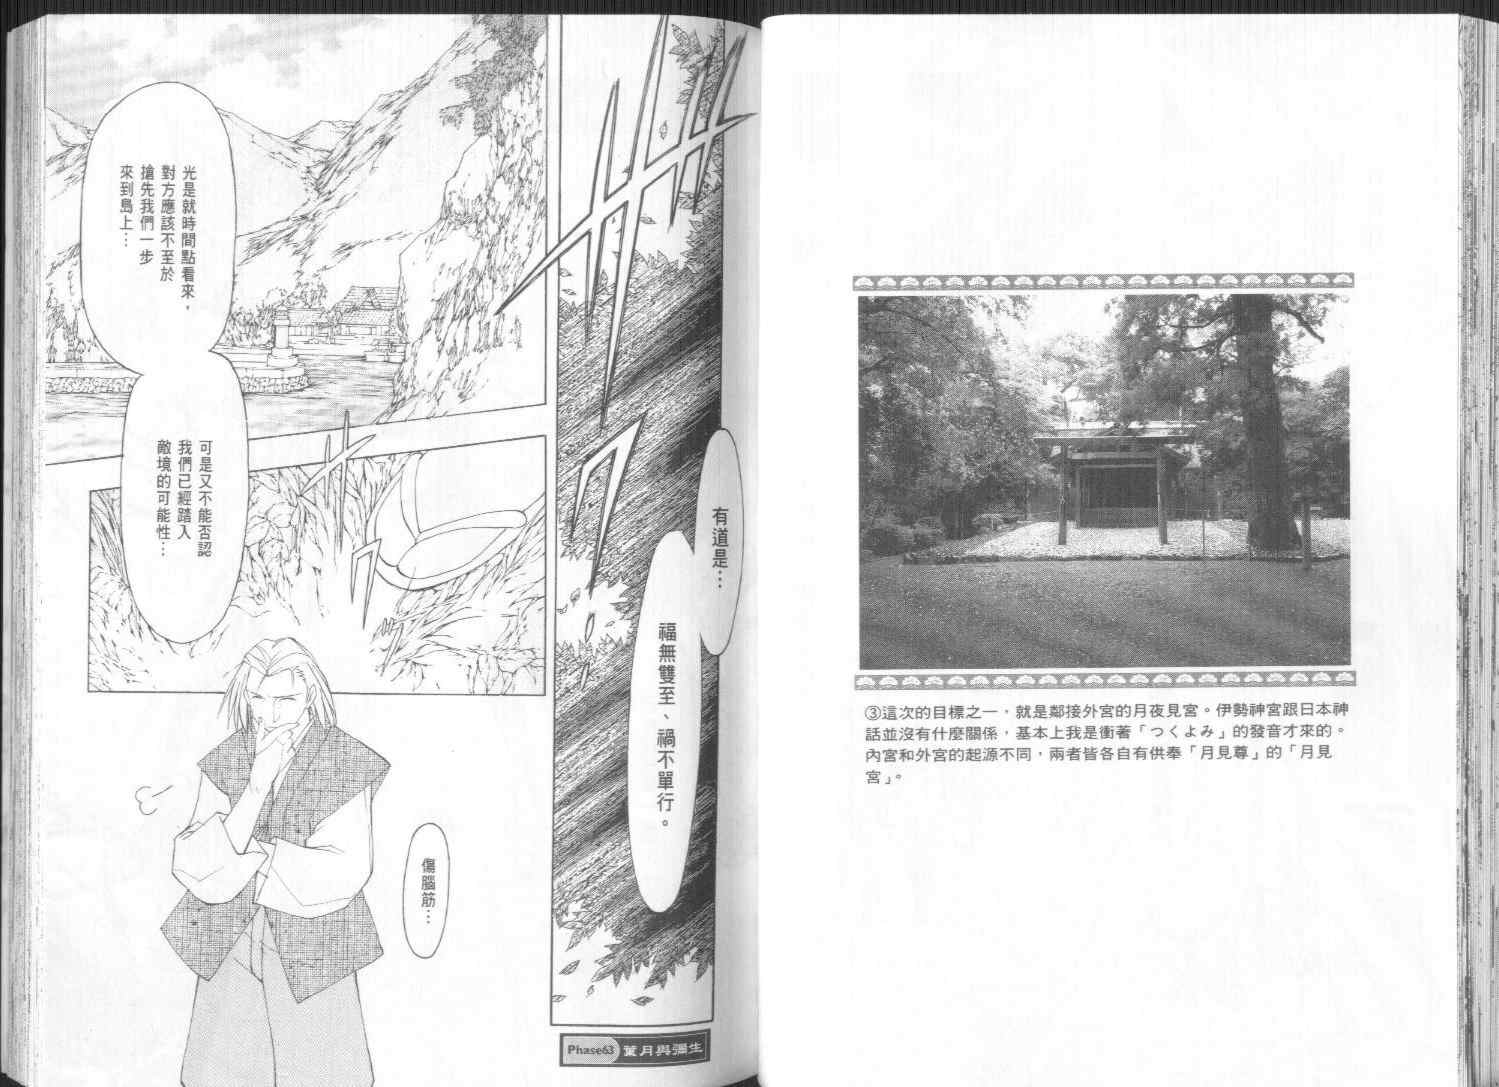 ③這次的目標之一，就是鄰接外宮的月夜見宮。伊勢神宮跟日本神
話並沒有什麼關係，基本上我是衝著「つくよみ」的發音才來的。
內宮和外宮的起源不同，兩者皆各自有供奉「月見尊」的「月見
宮」。
有道是…
福無雙至、禍不單行。
Phase63 葉月與彌生
光是就時間點看來，
對方應該不至於
搶先我們一步
來到島上…
可是又不能否認
我們已經踏入
敵境的可能性…
傷腦筋…